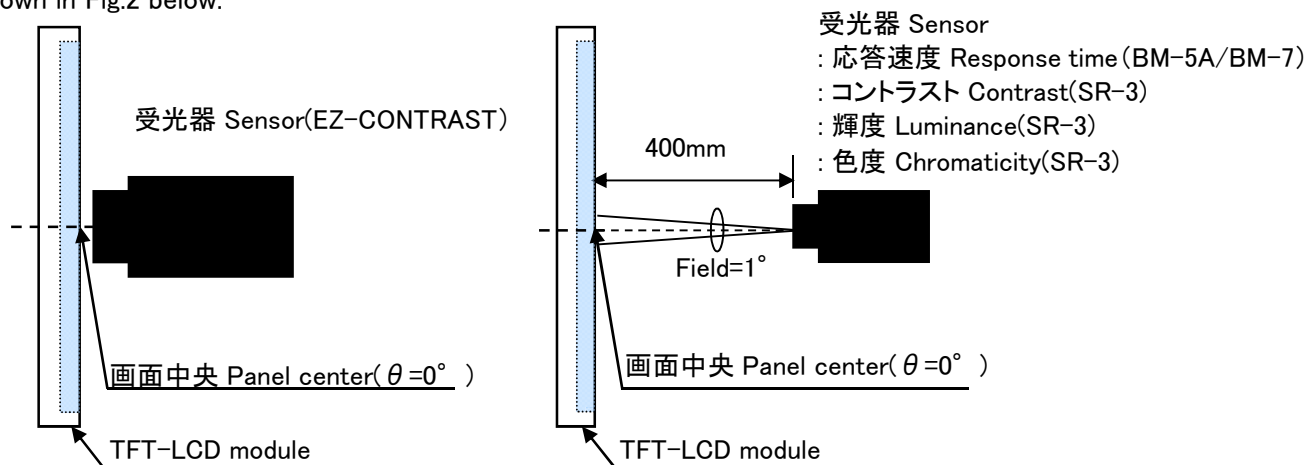 own in Fig.2 below.
受光器 Sensor(EZ-CONTRAST)
画面中央 Panel center(θ=0° )
TFT-LCD module
受光器 Sensor
: 応答速度 Response time(BM-5A/BM-7)
: コントラスト Contrast(SR-3)
: 輝度 Luminance(SR-3)
: 色度 Chromaticity(SR-3)
400mm
Field=1°
画面中央 Panel center(θ=0° )
TFT-LCD module